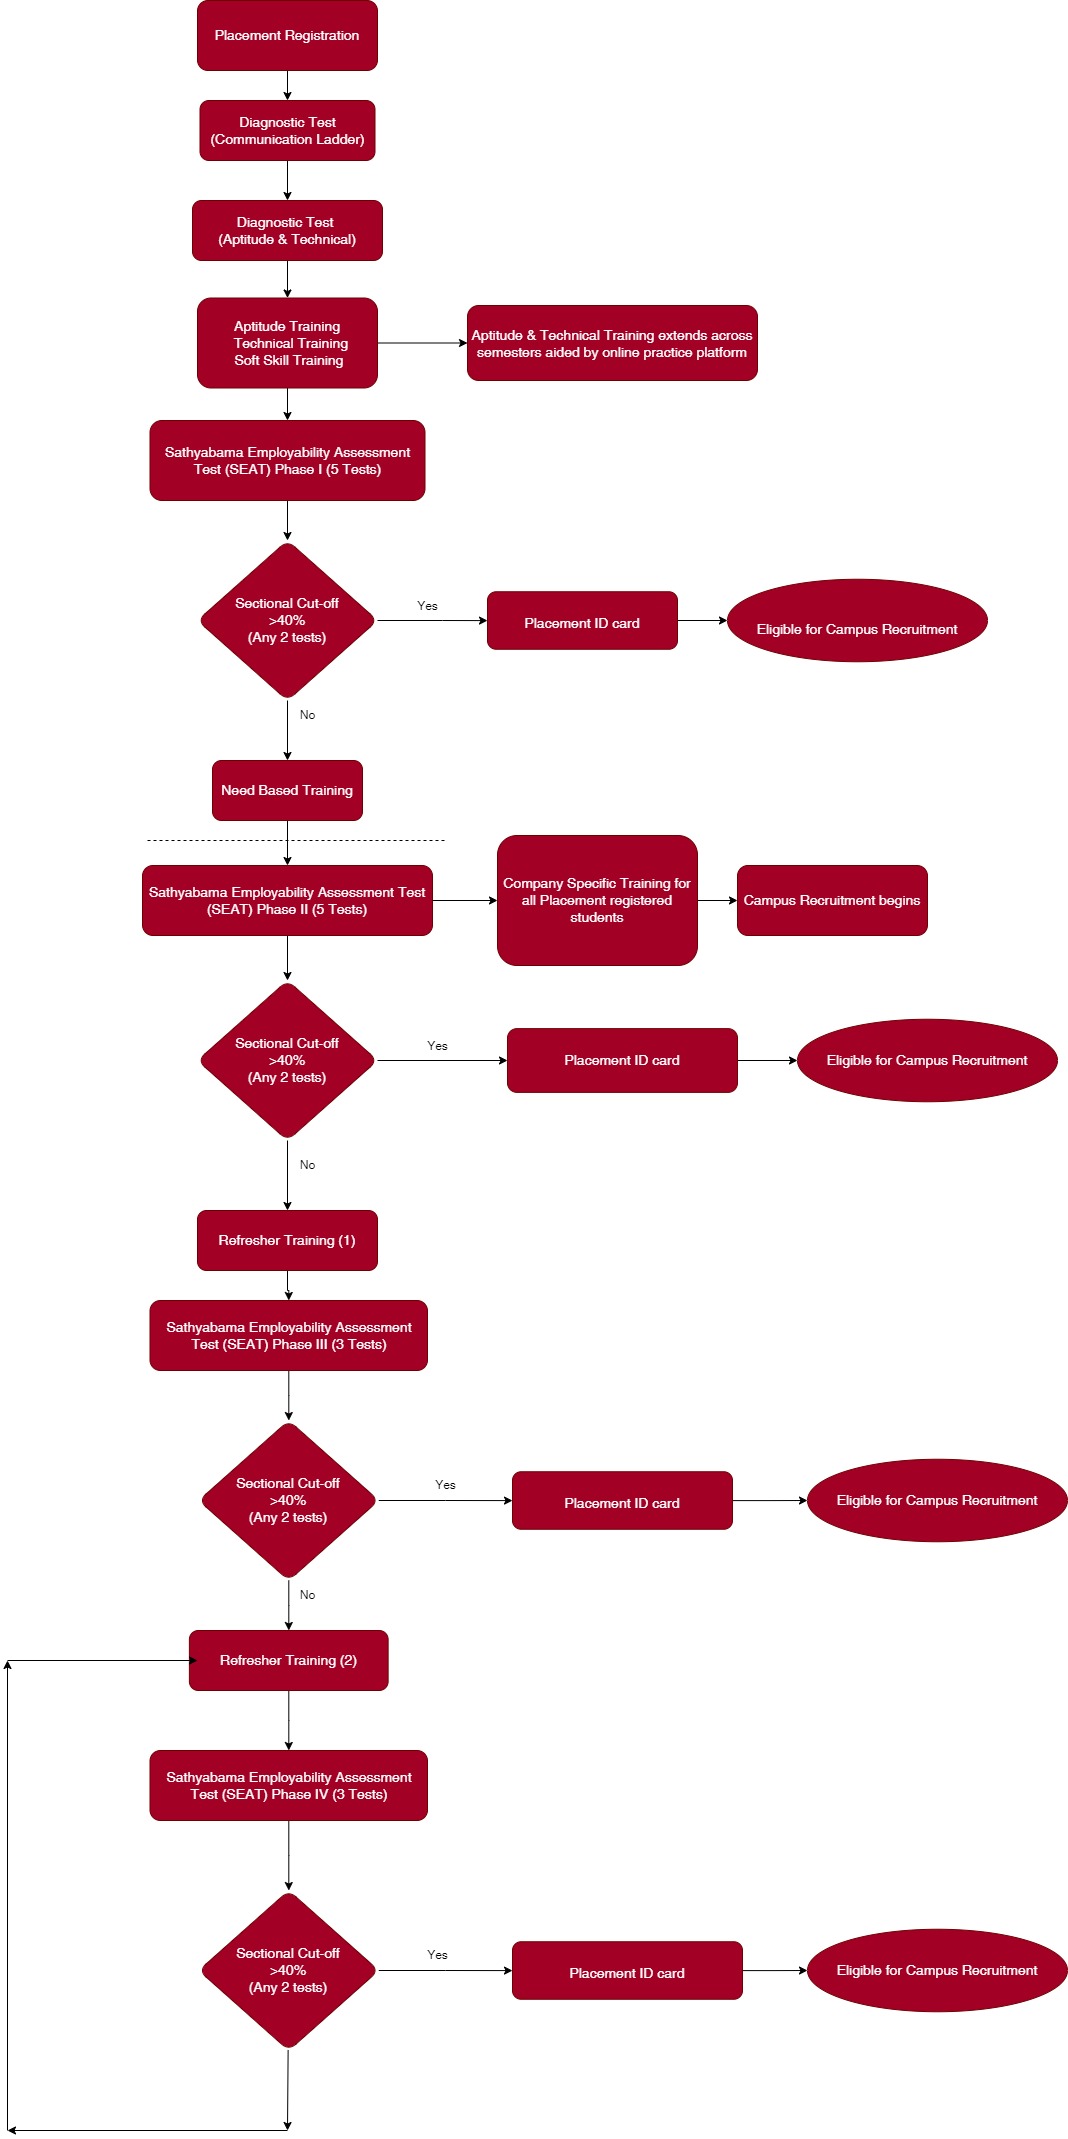 Placement Registration
Diagnostic Test
(Communication Ladder)
Diagnostic Test
(Aptitude & Technical)
Aptitude Training
Technical Training
Soft Skill Training
Aptitude & Technical Training extends across
semesters aided by online practice platform
Sathyabama Employability Assessment
Test (SEAT) Phase I (5 Tests)
Sectional Cut-off
>40%
(Any 2 tests)
Yes
Placement ID card
Eligible for Campus Recruitment
No
Need Based Training
Sathyabama Employability Assessment Test
(SEAT) Phase II (5 Tests)
Company Specific Training for
all Placement registered
students
Campus Recruitment begins
Sectional Cut-off
>40%
(Any 2 tests)
Yes
Placement ID card
Eligible for Campus Recruitment
No
Refresher Training (1)
Sathyabama Employability Assessment
Test (SEAT) Phase III (3 Tests)
Sectional Cut-off
>40%
(Any 2 tests)
Yes
Placement ID card
Eligible for Campus Recruitment
No
Refresher Training (2)
Sathyabama Employability Assessment
Test (SEAT) Phase IV (3 Tests)
Sectional Cut-off
>40%
(Any 2 tests)
Yes
Placement ID card
Eligible for Campus Recruitment